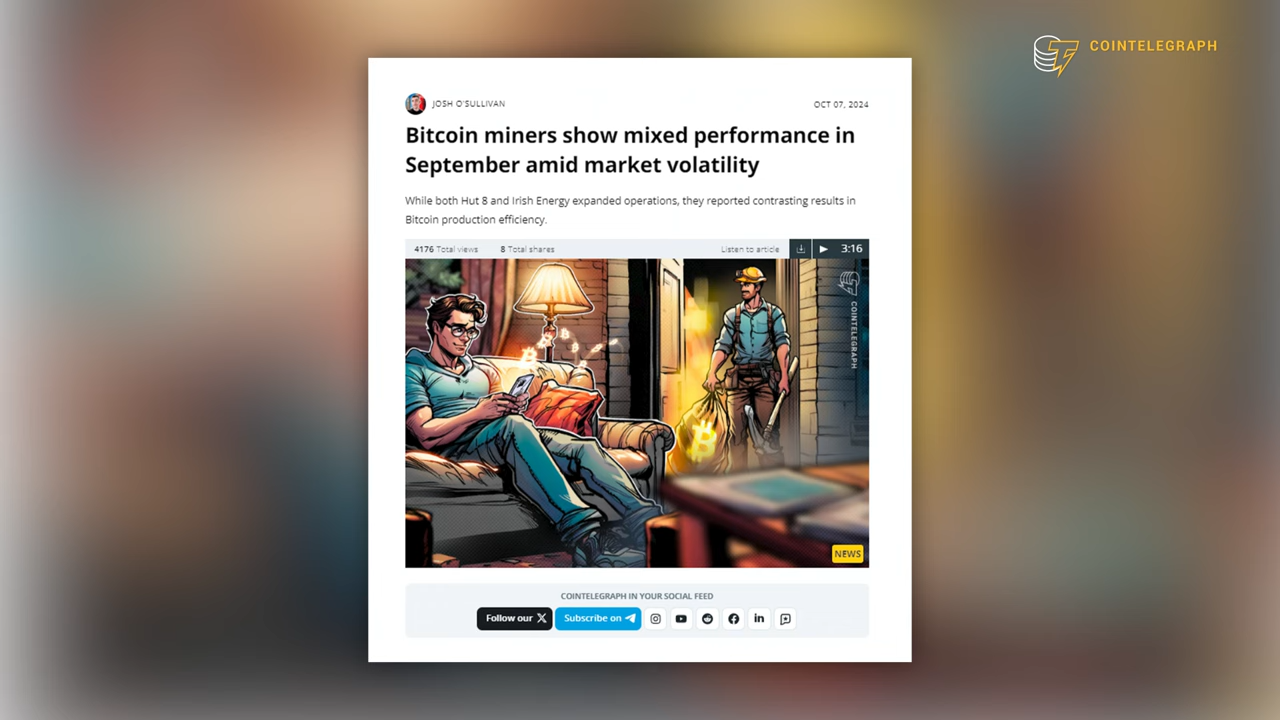 COINTELEGRAPH
JOSH O'SULLIVAN
OCT 07, 2024
Bitcoin miners show mixed performance in
September amid market volatility
While both Hut 8 and Irish Energy expanded operations, they reported contrasting results in
Bitcoin production efficiency.
4176 Total views 8 Total shares Listen to article 3:16
COINTELEGRAPH
NEWS
COINTELEGRAPH IN YOUR SOCIAL FEED
Follow our X Subscribe on